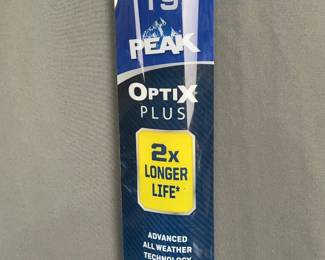 19
PEAK
OPTIX
PLUS
2x
LONGER
LIFE*
ADVANCED
ALL WEATHER
TECHNOLOGY